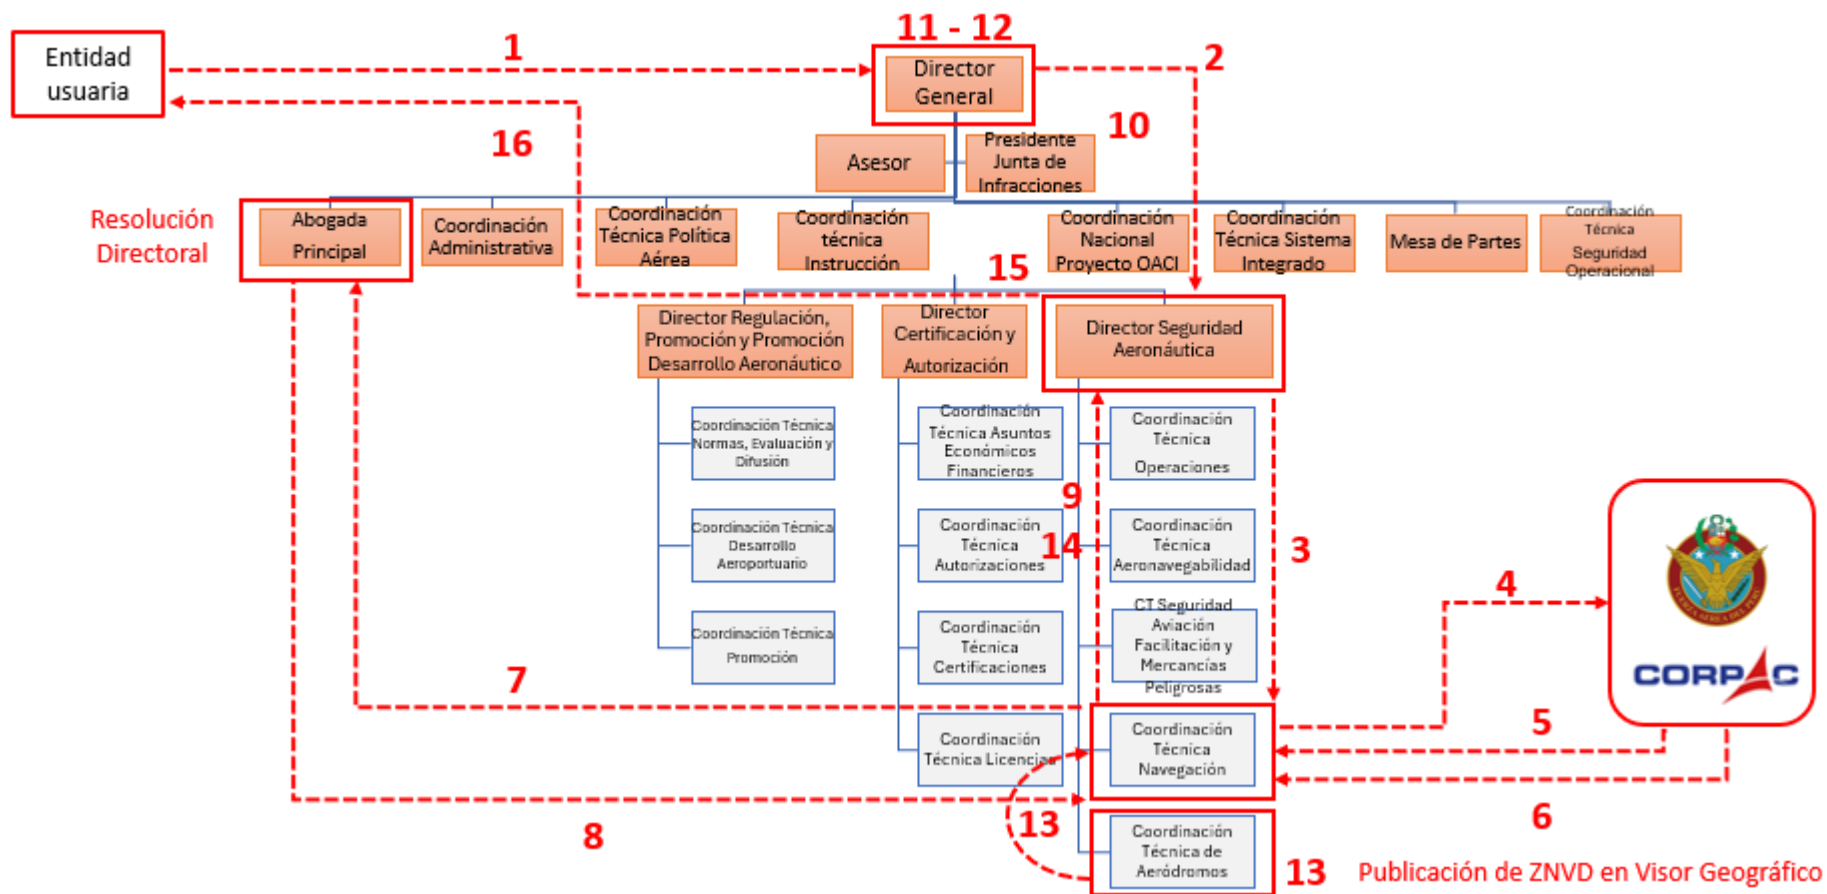 11 - 12
Entidad
usuaria
1
Director
General
2
16
10
Asesor
Presidente
Junta de
Infracciones
Resolución
Directoral
Abogada
Principal
Coordinación
Administrativa
Coordinación
Técnica Política
Aérea
Coordinación
técnica
Instrucción
Coordinación
Nacional
Proyecto OACI
Coordinación
Técnica Sistema
Integrado
Mesa de Partes
Coordinación
Técnica
Seguridad
Operacional
15
Director Regulación,
Promoción y Promoción
Desarrollo Aeronáutico
Director
Certificación y
Autorización
Director Seguridad
Aeronáutica
Coordinación Técnica
Normas, Evaluación y
Difusión
Coordinación
Técnica Asuntos
Económicos
Financieros
Coordinación
Técnica
Operaciones
9
Coordinación Técnica
Desarrollo
Aeroportuario
Coordinación
Técnica
Autorizaciones
14
Coordinación
Técnica
Aeronavegabilidad
3
4
FUERZA AEREA DEL PERU
CORPAC
Coordinación Técnica
Promoción
Coordinación
Técnica
Certificaciones
CT Seguridad
Aviación
Facilitación y
Mercancías
Peligrosas
7
5
Coordinación
Técnica Licencias
Coordinación
Técnica
Navegación
6
8
13
Coordinación
Técnica de
Aeródromos
13
Publicación de ZNVD en Visor Geográfico